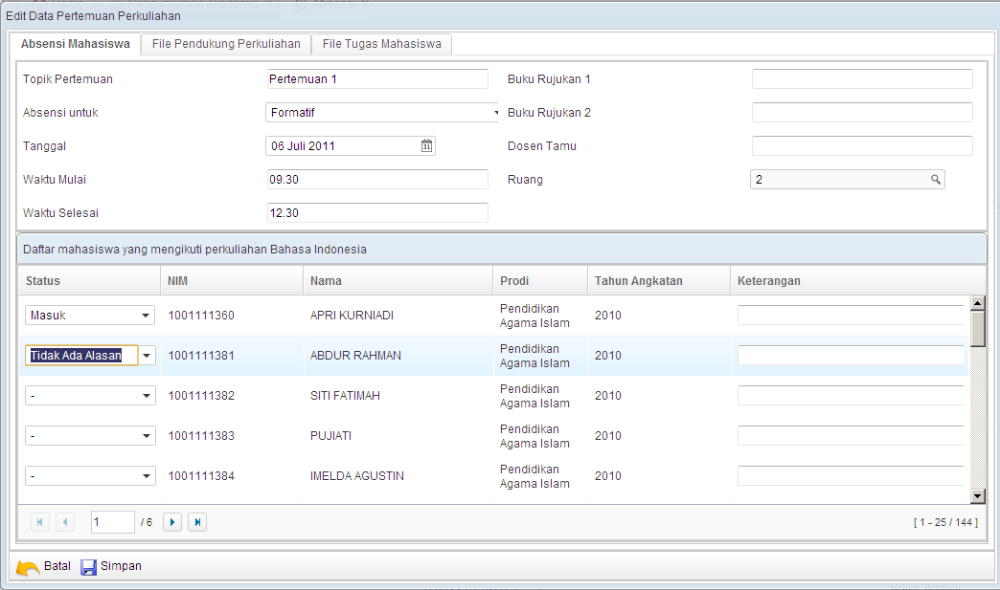 Edit Data Pertemuan Perkuliahan
Absensi Mahasiswa File Pendukung Perkuliahan File Tugas Mahasiswa
Topik Pertemuan Pertemuan 1 Buku Rujukan 1
Absensi untuk Formatif Buku Rujukan 2
Tanggal 06 Juli 2011 31 Dosen Tamu
Waktu Mulai 09.30 Ruang 2
Waktu Selesai 12.30
Daftar mahasiswa yang mengikuti perkuliahan Bahasa Indonesia
Status NIM Nama Prodi Tahun Angkatan Keterangan
Masuk 1001111360 APRI KURNIADI Pendidikan Agama Islam 2010
Tidak Ada Alasan 1001111381 ABDUR RAHMAN Pendidikan Agama Islam 2010
- 1001111382 SITI FATIMAH Pendidikan Agama Islam 2010
- 1001111383 PUJIATI Pendidikan Agama Islam 2010
- 1001111384 IMELDA AGUSTIN Pendidikan Agama Islam 2010
1 / 6 [ 1 - 25 / 144 ]
Batal Simpan